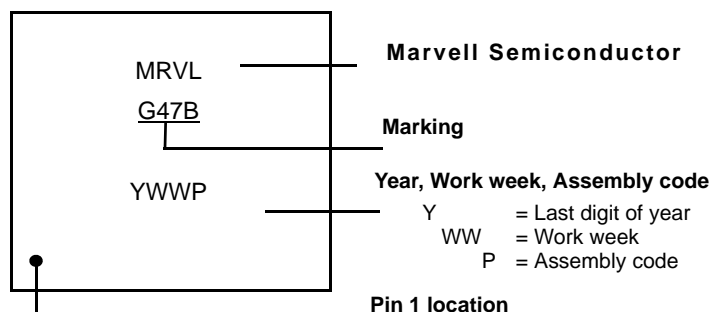 MRVL
Marvell Semiconductor
G47B
Marking
YWWP
Year, Work week, Assembly code
Y = Last digit of year
WW = Work week
P = Assembly code
Pin 1 location